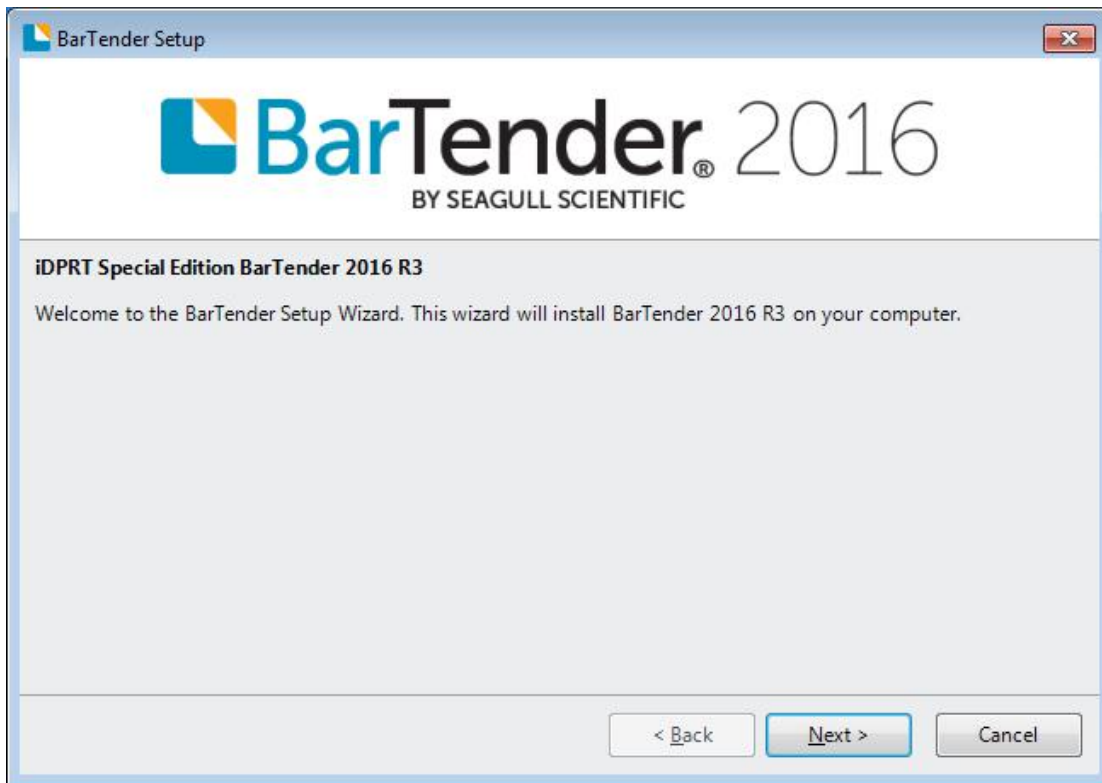 BarTender Setup
BarTender® 2016
BY SEAGULL SCIENTIFIC
iDPRT Special Edition BarTender 2016 R3
Welcome to the BarTender Setup Wizard. This wizard will install BarTender 2016 R3 on your computer.
< Back Next > Cancel